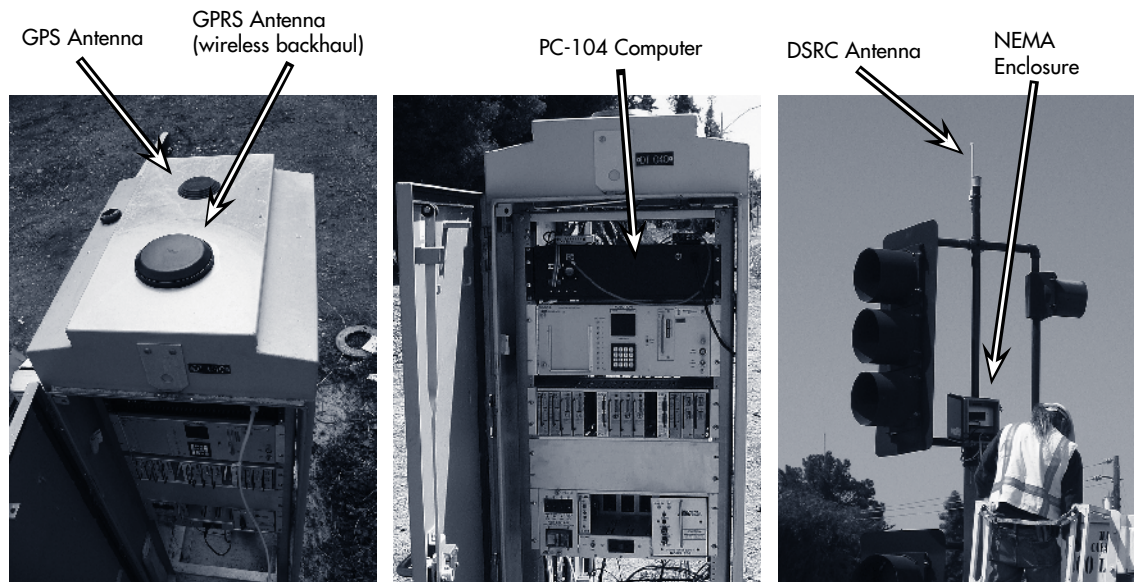 GPS Antenna
GPRS Antenna
(wireless backhaul)
PC-104 Computer
DSRC Antenna
NEMA
Enclosure